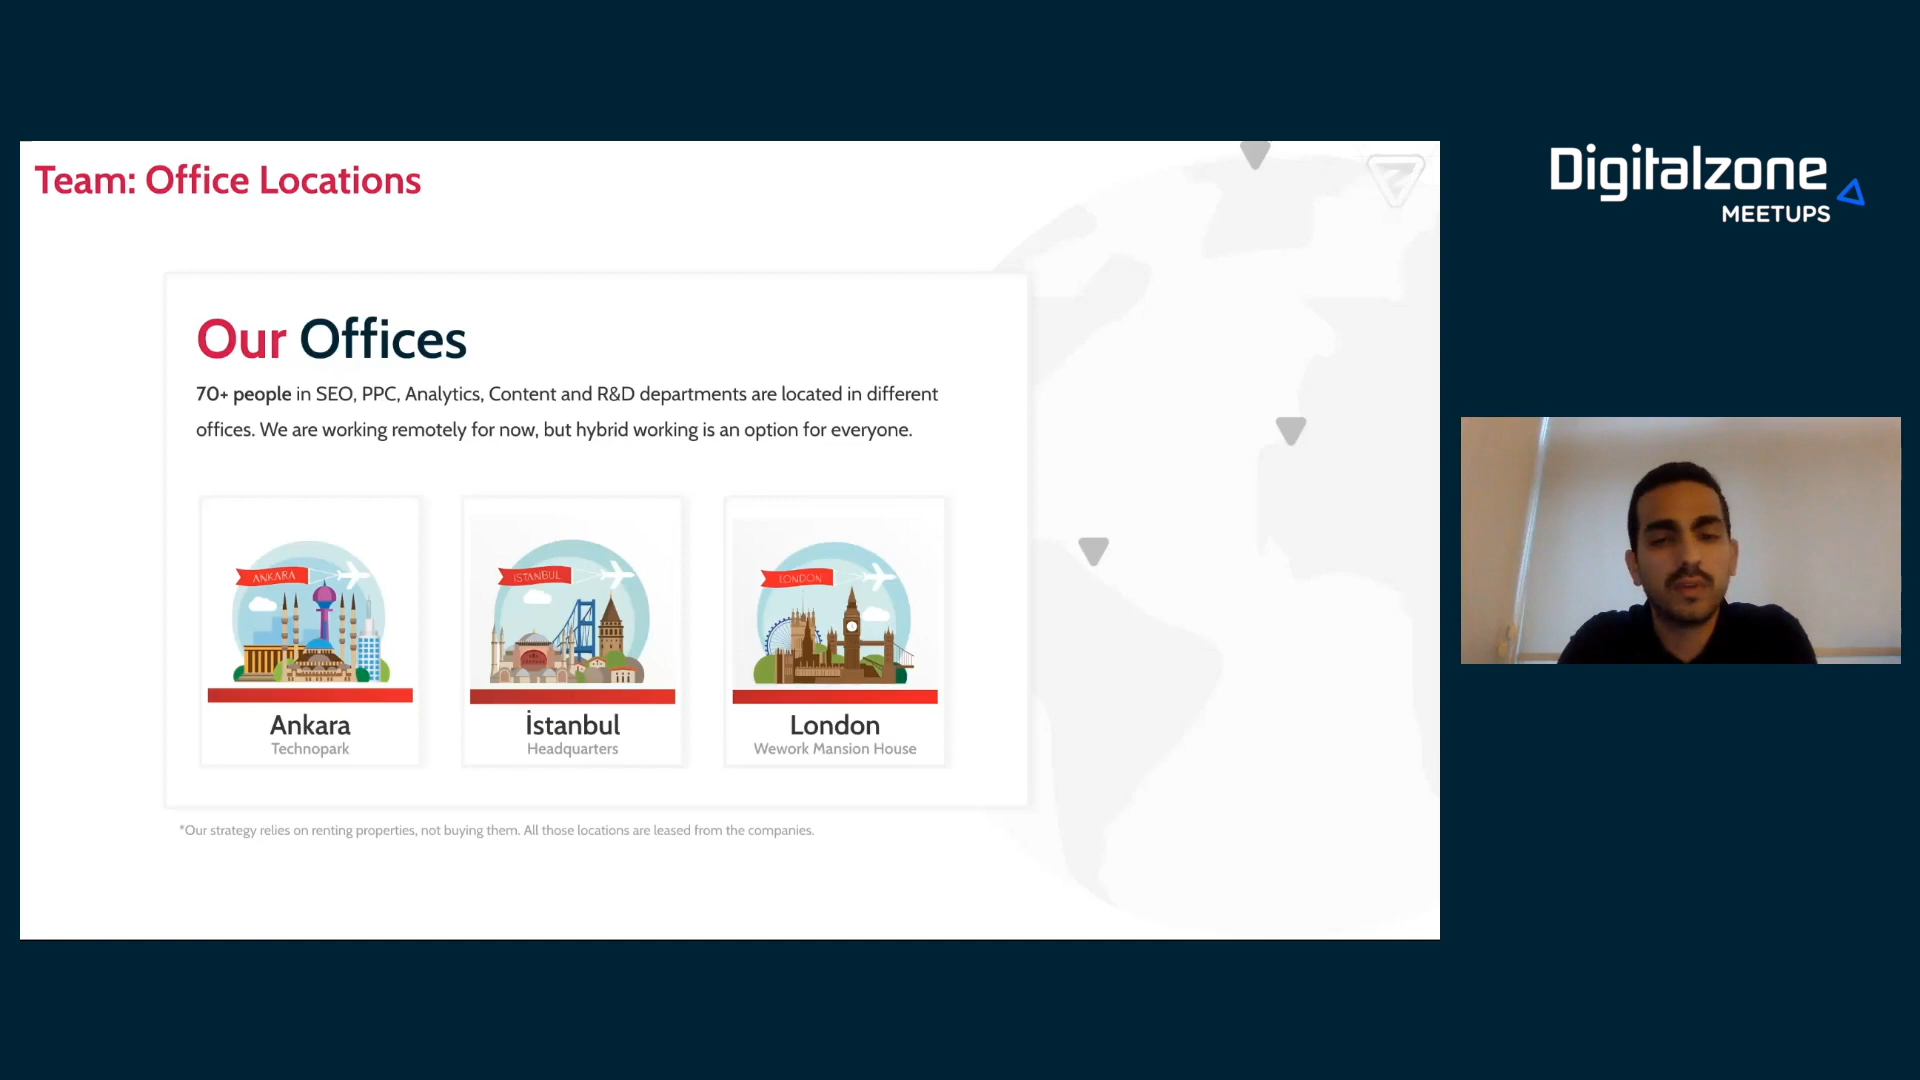 Team: Office Locations
Digitalzone
MEETUPS
Our Offices
70+ people in SEO, PPC, Analytics, Content and R&D departments are located in different
offices. We are working remotely for now, but hybrid working is an option for everyone.
ANKARA
ISTANBUL
LONDON
Ankara
Technopark
İstanbul
Headquarters
London
Wework Mansion House
*Our strategy relies on renting properties, not buying them. All those locations are leased from the companies.